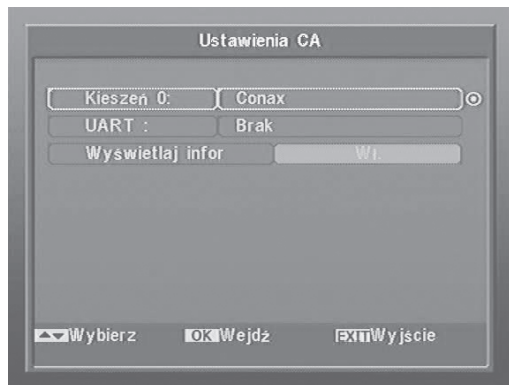 Ustawienia CA
Kieszeń 0: Conax
UART : Brak
Wyświetlaj infor Wł.
Wybierz OK Wejdź EXIT Wyjście